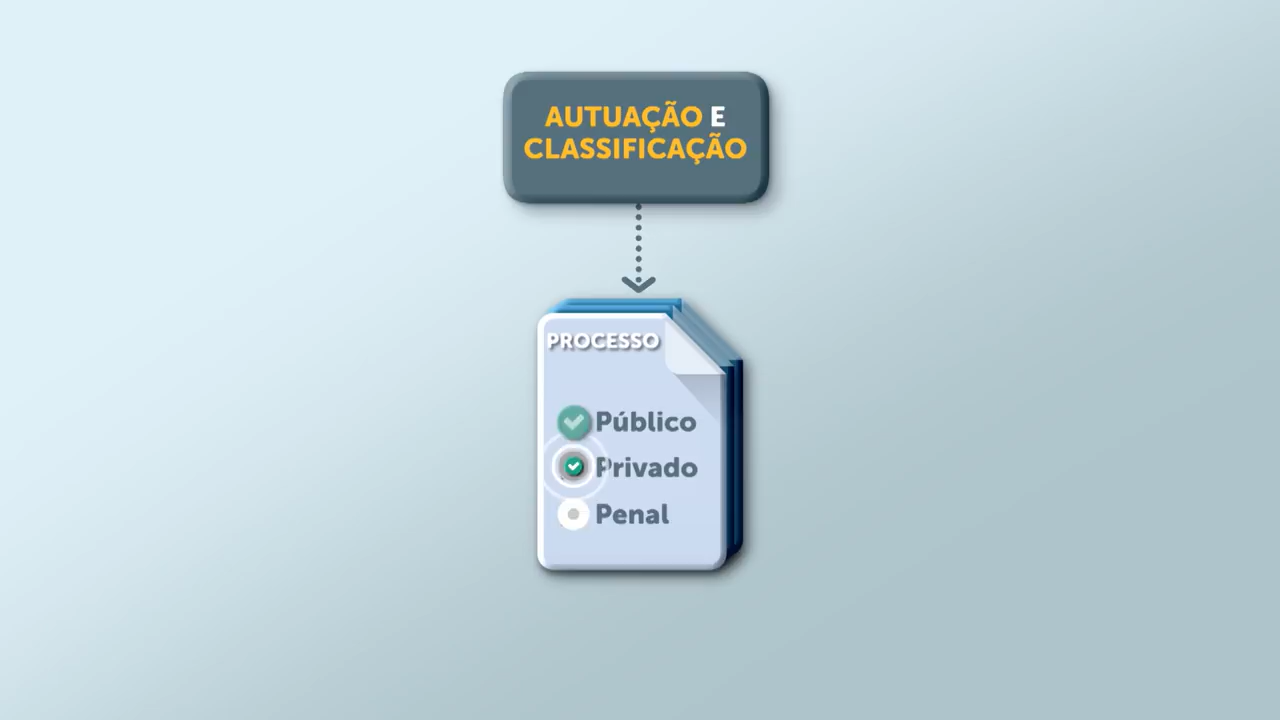 AUTUAÇÃO E
CLASSIFICAÇÃO
PROCESSO
Público
Privado
Penal